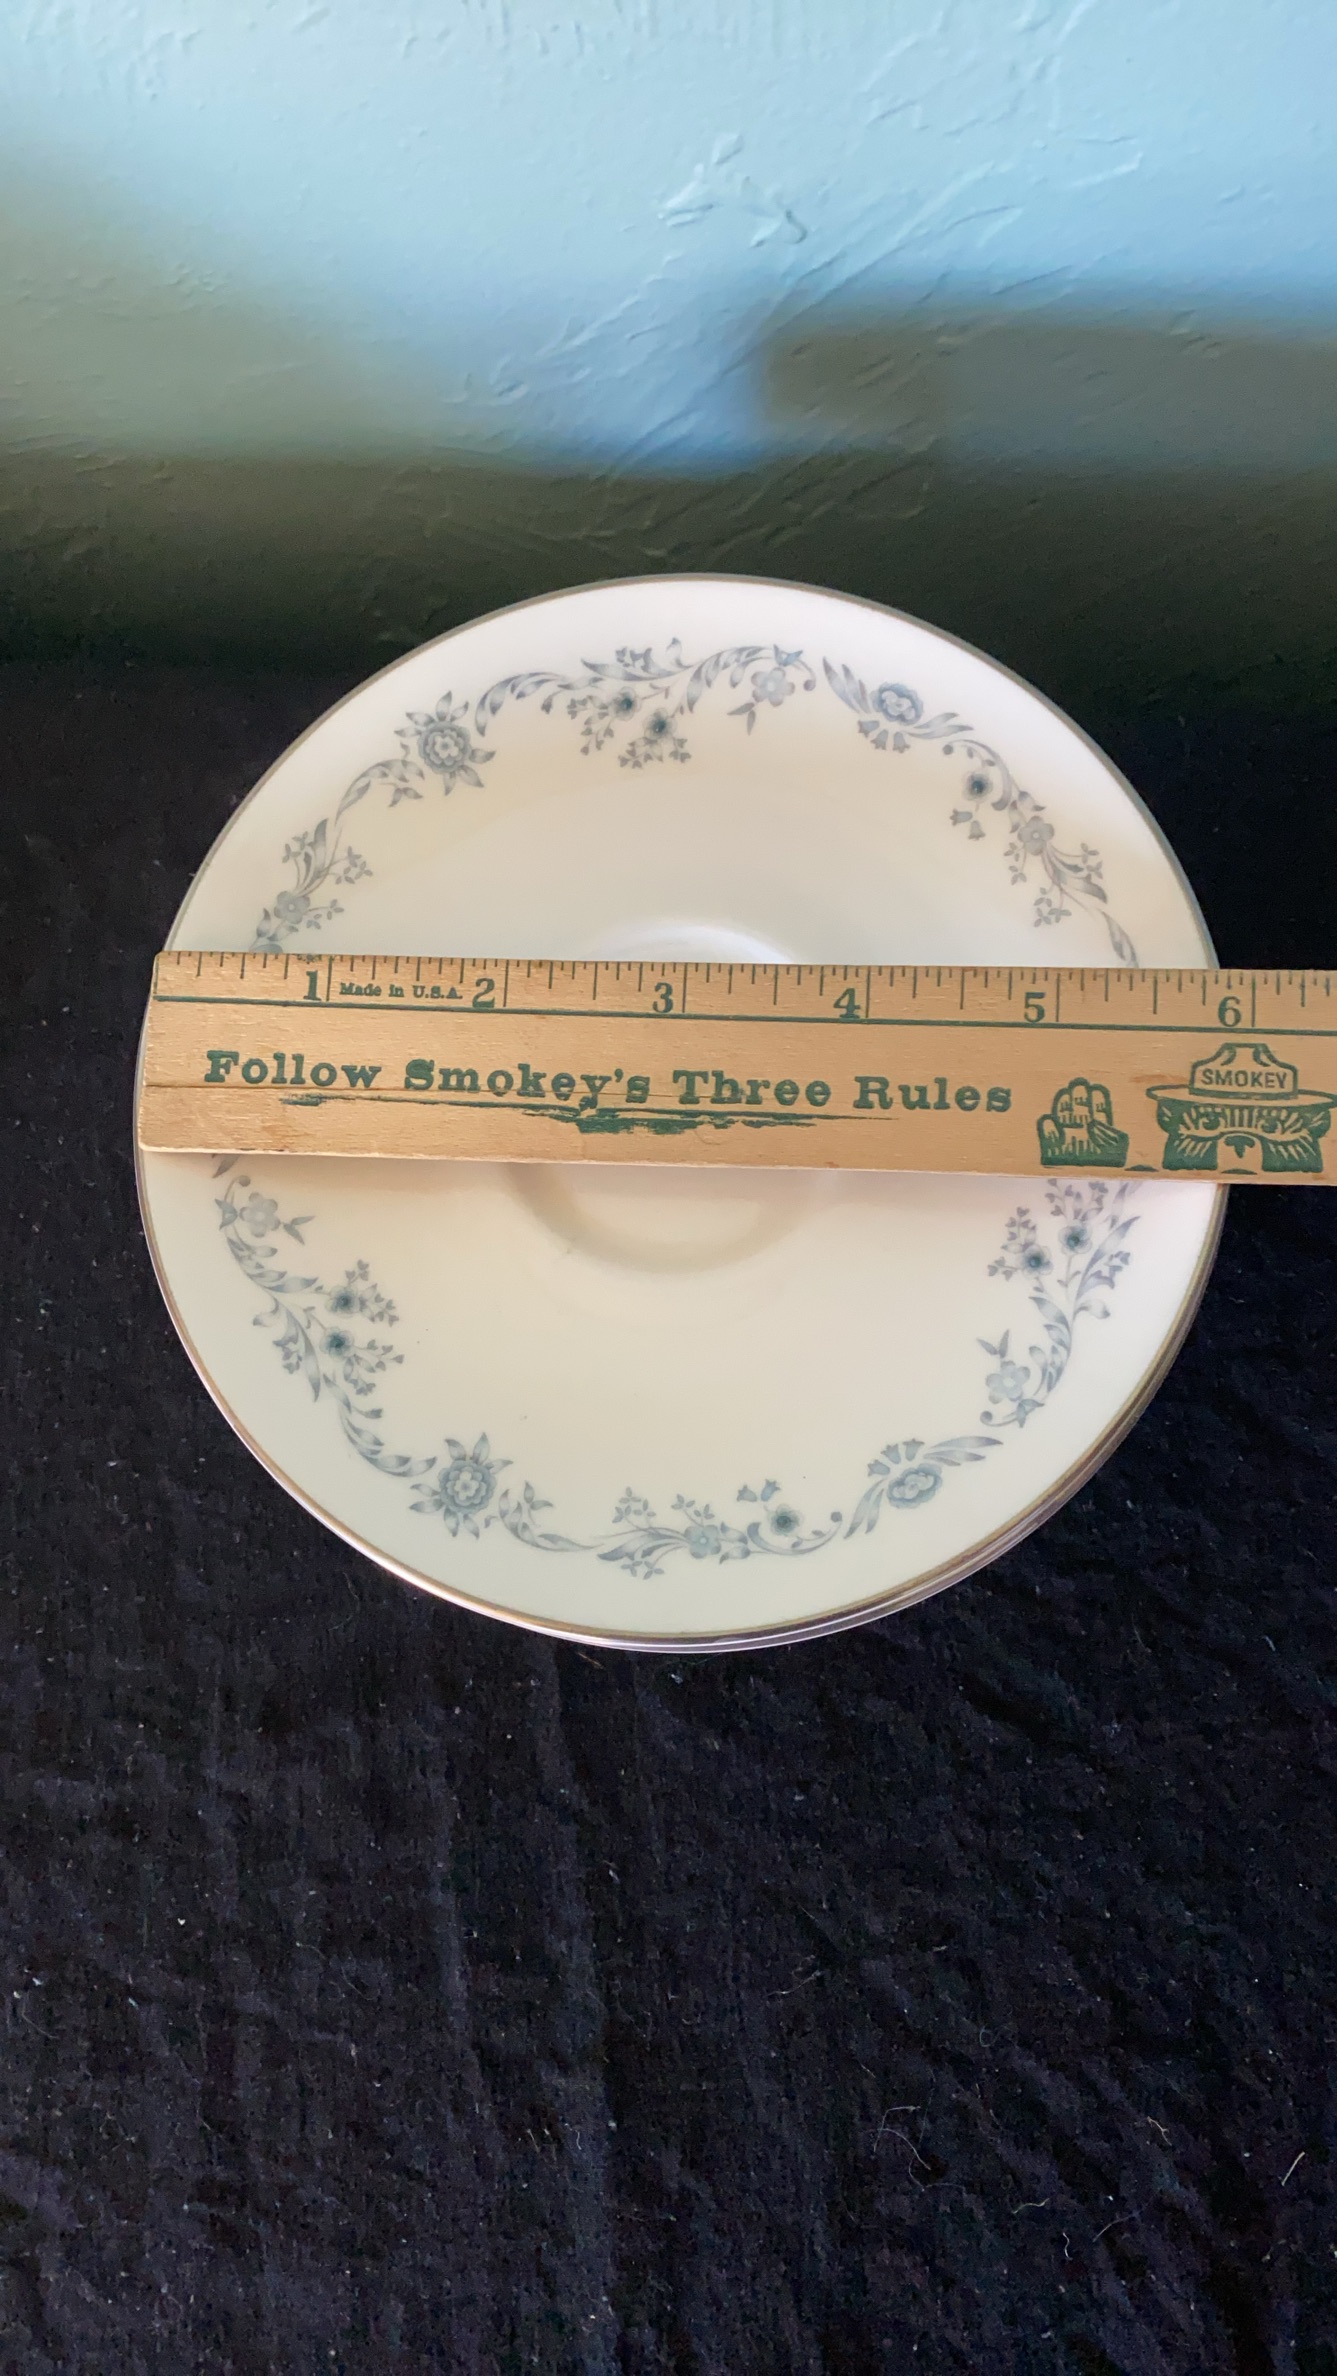 1 Made in U.S.A. 2 3 4 5 6
Follow Smokey's Three Rules
SMOKEY